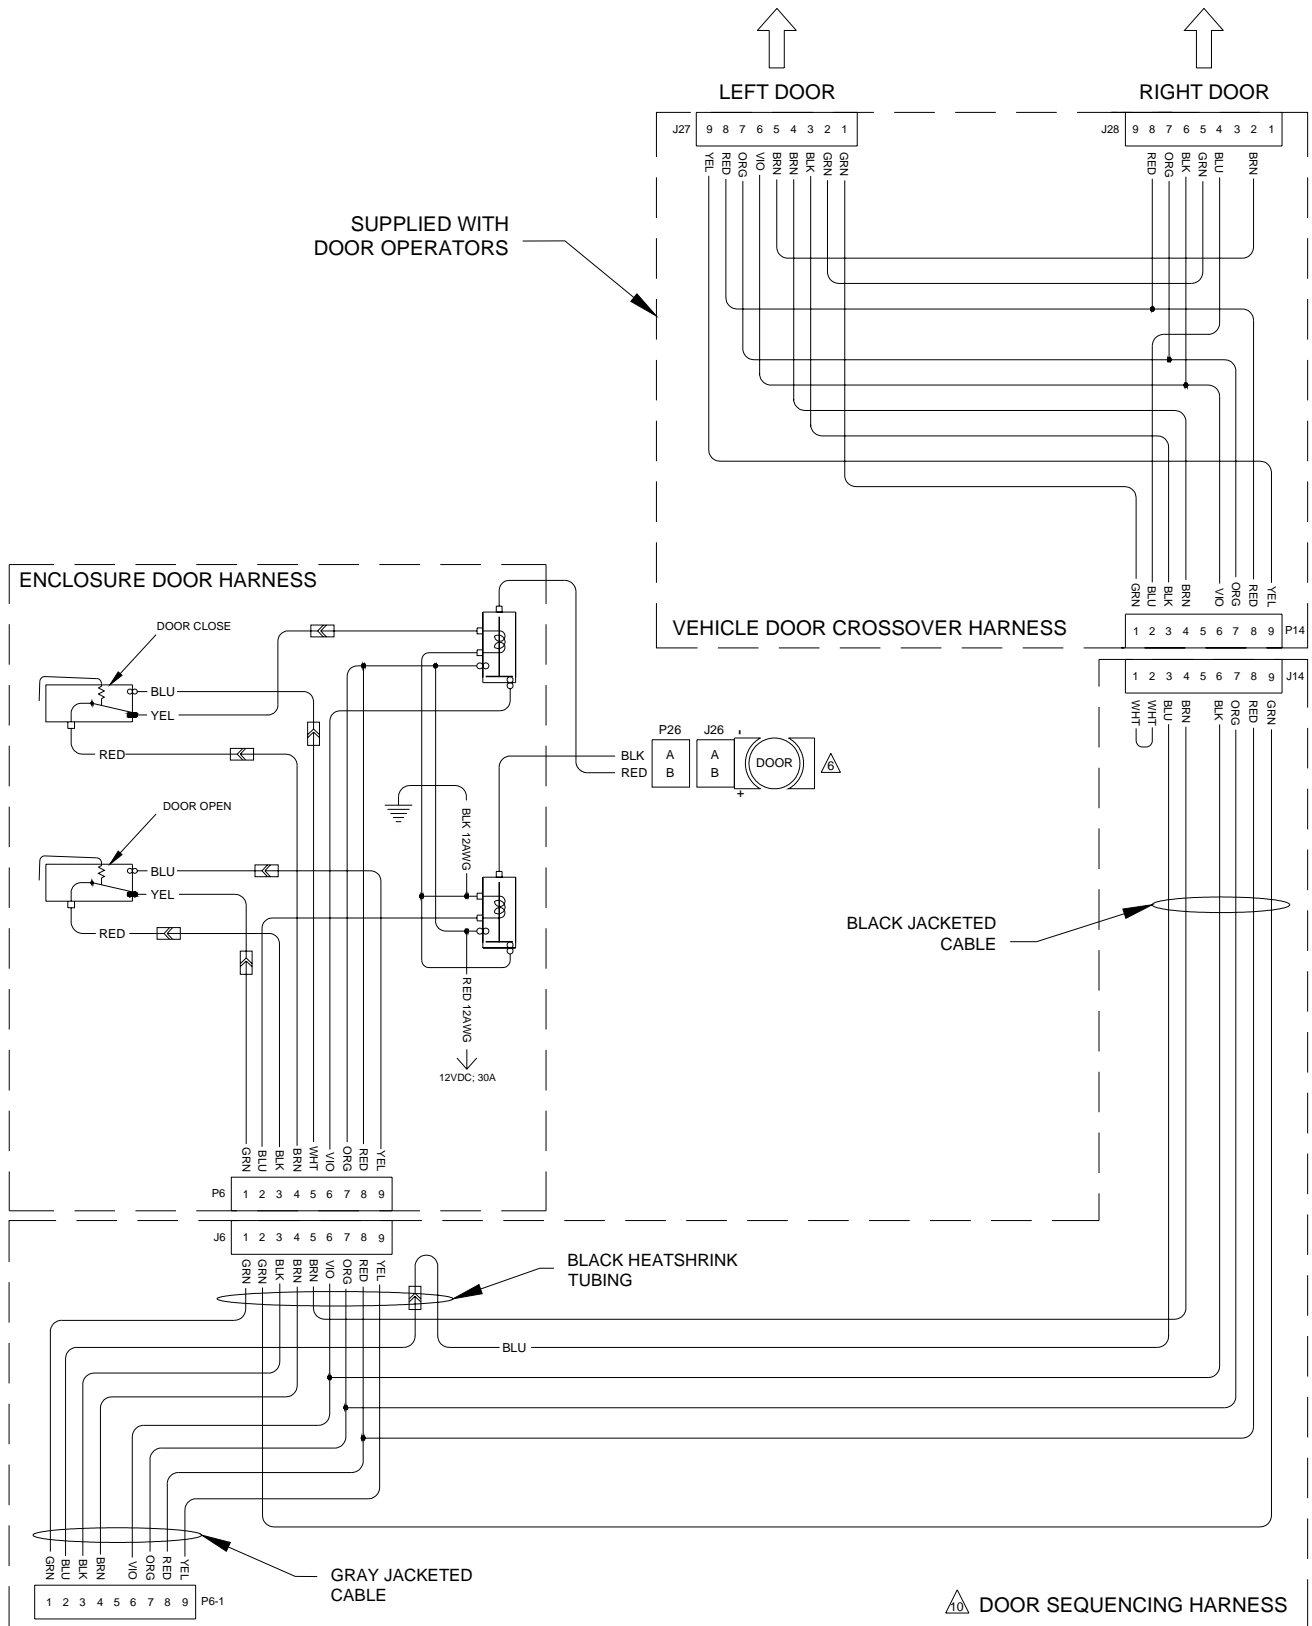 LEFT DOOR
RIGHT DOOR
J27 9 8 7 6 5 4 3 2 1
J28 9 8 7 6 5 4 3 2 1
YEL RED ORG VIO BRN BRN BLK GRN GRN
RED ORG BLK GRN BLU BRN
SUPPLIED WITH
DOOR OPERATORS
GRN BLU BLK BRN VIO ORG RED YEL
VEHICLE DOOR CROSSOVER HARNESS
1 2 3 4 5 6 7 8 9 P14
1 2 3 4 5 6 7 8 9 J14
WHT WHT BLU BRN BLK ORG RED GRN
ENCLOSURE DOOR HARNESS
DOOR CLOSE
BLU
YEL
RED
P26 J26 -
BLK A A
RED B B
DOOR
+
6
DOOR OPEN
BLU
YEL
RED
BLK 12AWG
RED 12AWG
12VDC; 30A
BLACK JACKETED
CABLE
GRN BLU BLK BRN WHT VIO ORG RED YEL
P6 1 2 3 4 5 6 7 8 9
J6 1 2 3 4 5 6 7 8 9
GRN GRN BLK BRN BRN VIO ORG RED YEL
BLACK HEATSHRINK
TUBING
BLU
GRN BLU BLK BRN VIO ORG RED YEL
1 2 3 4 5 6 7 8 9 P6-1
GRAY JACKETED
CABLE
10 DOOR SEQUENCING HARNESS